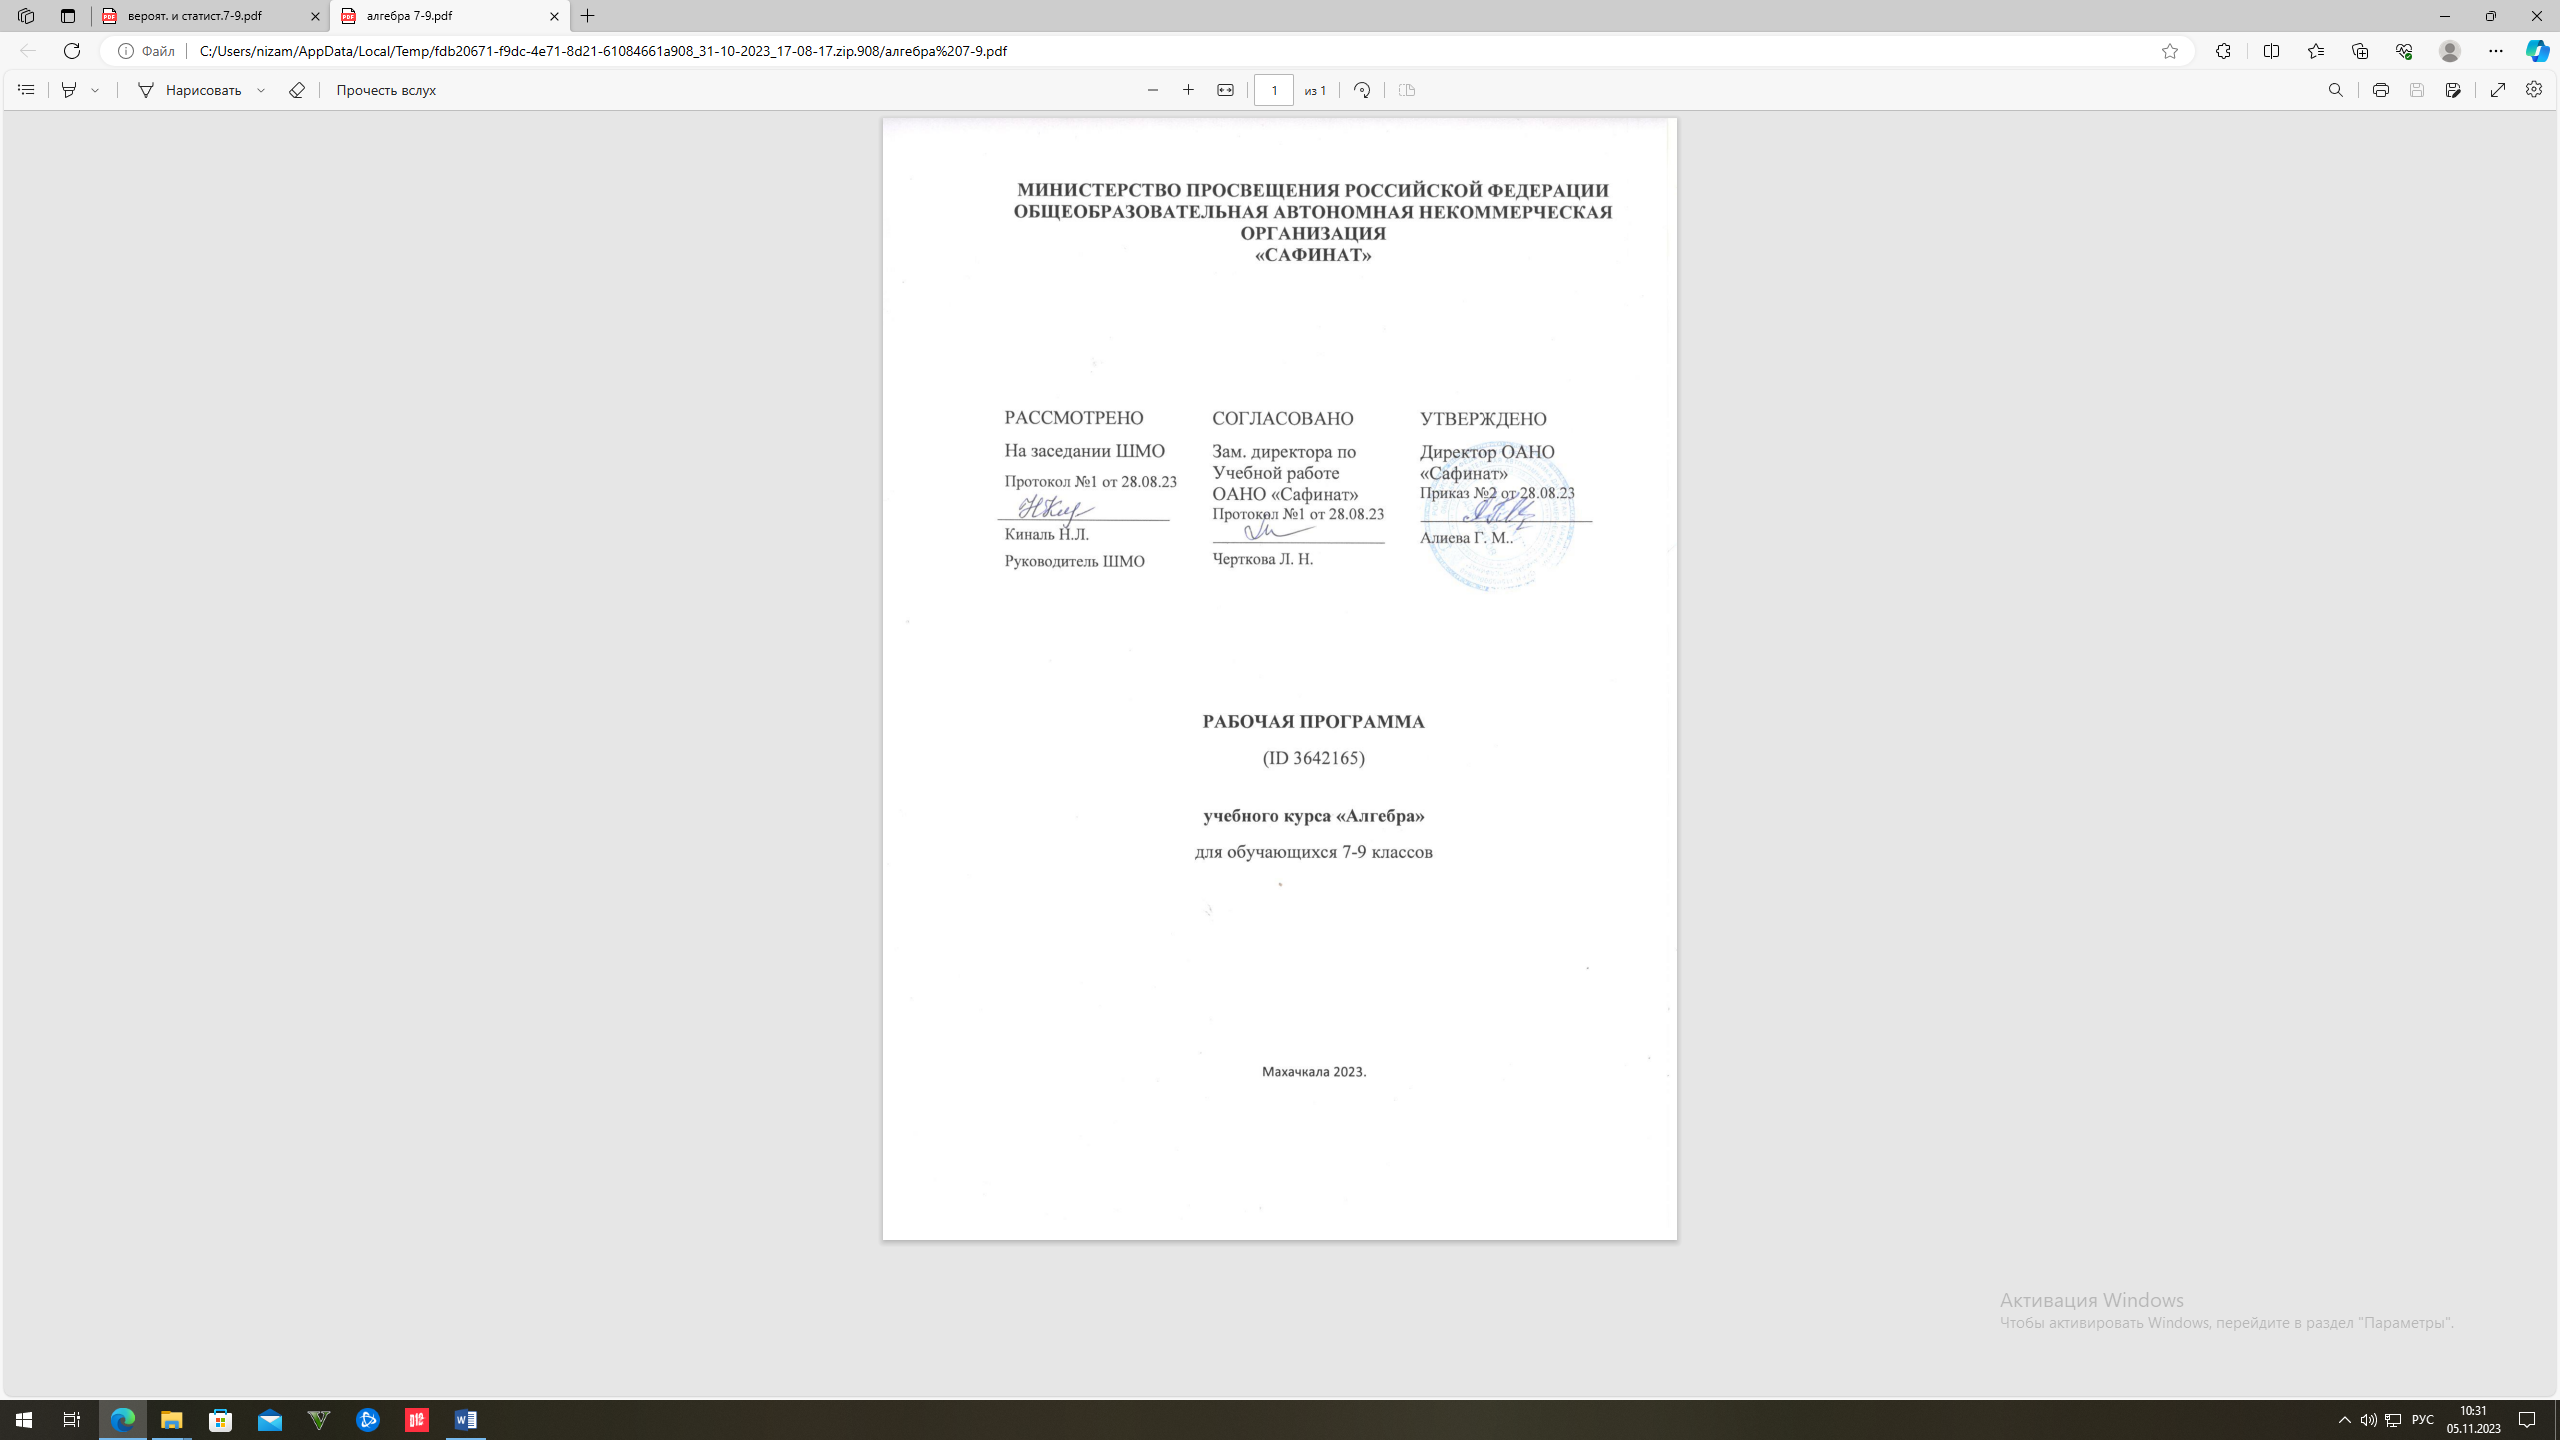 вероят. и статист.7-9.pdf
алгебра 7-9.pdf
Файл
C:/Users/nizam/AppData/Local/Temp/fdb20671-f9dc-4e71-8d21-61084661a908_31-10-2023_17-08-17.zip.908/алгебра%207-9.pdf
Нарисовать
Прочесть вслух
1
из 1
МИНИСТЕРСТВО ПРОСВЕЩЕНИЯ РОССИЙСКОЙ ФЕДЕРАЦИИ
ОБЩЕОБРАЗОВАТЕЛЬНАЯ АВТОНОМНАЯ НЕКОММЕРЧЕСКАЯ
ОРГАНИЗАЦИЯ
«САФИНАТ»
РАССМОТРЕНО
На заседании ШМО
Протокол №1 от 28.08.23
Киналь Н.Л.
Руководитель ШМО
СОГЛАСОВАНО
Зам. директора по
Учебной работе
ОАНО «Сафинат»
Протокол №1 от 28.08.23
Черткова Л. Н.
УТВЕРЖДЕНО
Директор ОАНО
«Сафинат»
Приказ №2 от 28.08.23
Алиева Г. М..
РАБОЧАЯ ПРОГРАММА
(ID 3642165)
учебного курса «Алгебра»
для обучающихся 7-9 классов
Махачкала 2023.
Активация Windows
Чтобы активировать Windows, перейдите в раздел "Параметры".
РУС
10:31
05.11.2023